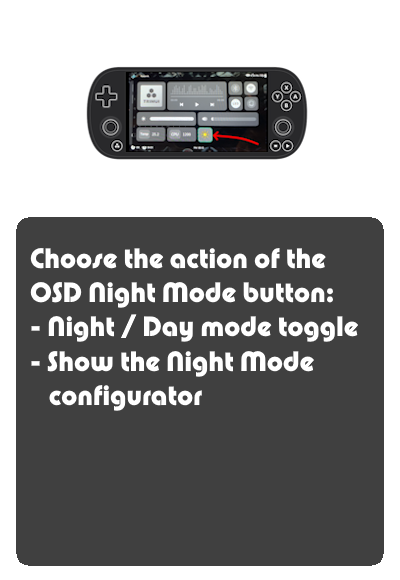 X
Y
A
B
Choose the action of the
OSD Night Mode button:
- Night / Day mode toggle
- Show the Night Mode
configurator